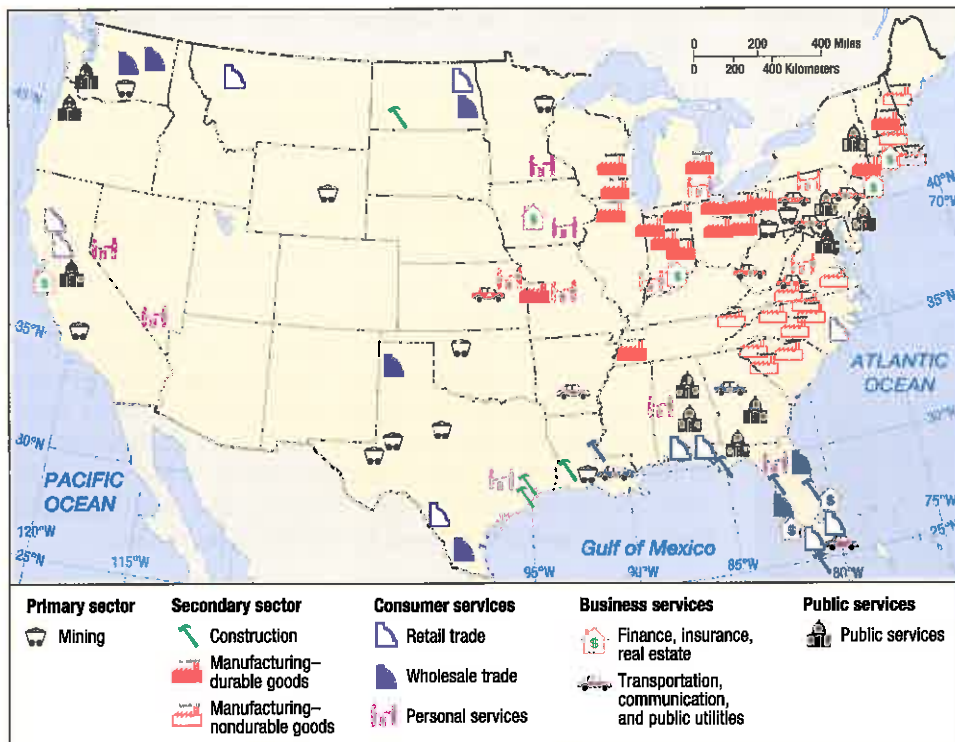 0 200 400 Miles
0 200 400 Kilometers
40°N
70°W
35°N
35°N
ATLANTIC
OCEAN
30°N
30°N
PACIFIC
OCEAN
120°W
25°N
115°W
Gulf of Mexico
95°W
90°W
85°W
80°W
75°W
25°N
Primary sector
Mining
Secondary sector
Construction
Manufacturing–
durable goods
Manufacturing–
nondurable goods
Consumer services
Retail trade
Wholesale trade
Personal services
Business services
$ Finance, insurance,
real estate
Transportation,
communication,
and public utilities
Public services
Public services